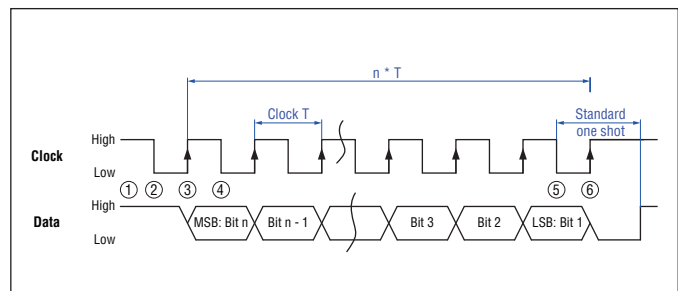 n * T
Clock T
Standard
one shot
High
Clock
Low
① ② ③ ④ ⑤ ⑥
High
Data
MSB: Bit n Bit n - 1 Bit 3 Bit 2 LSB: Bit 1
Low